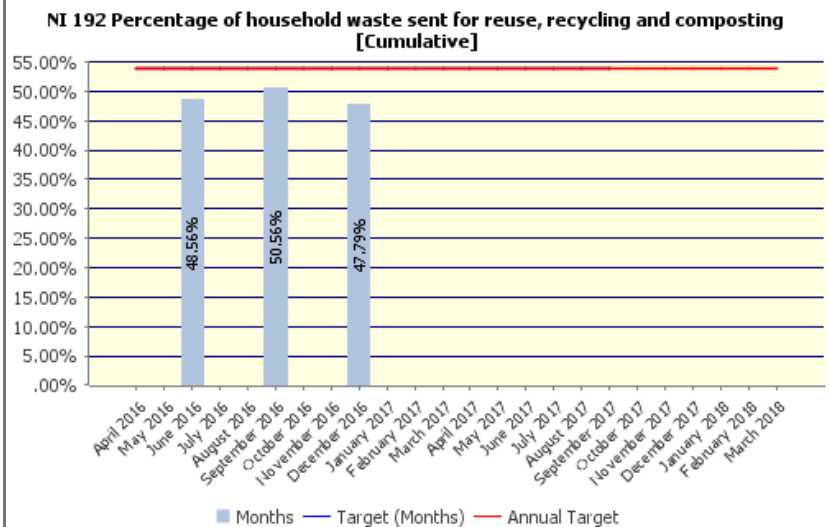 NI 192 Percentage of household waste sent for reuse, recycling and composting
[Cumulative]
55.00%
50.00%
45.00%
40.00%
35.00%
30.00%
25.00%
20.00%
15.00%
10.00%
5.00%
.00%
48.56%
50.56%
47.79%
April 2016
May 2016
June 2016
July 2016
August 2016
September 2016
October 2016
November 2016
December 2016
January 2017
February 2017
March 2017
April 2017
May 2017
June 2017
July 2017
August 2017
September 2017
October 2017
November 2017
December 2017
January 2018
February 2018
March 2018
Months
Target (Months)
Annual Target